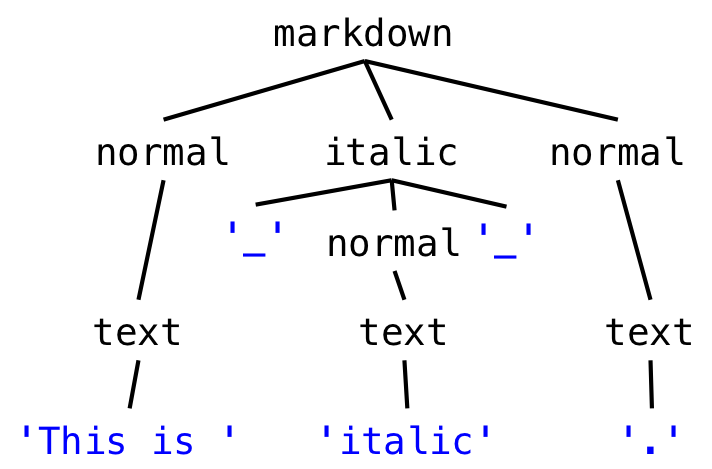 markdown
normal italic normal
'_' normal '_'
text text text
'This is ' 'italic' '.'